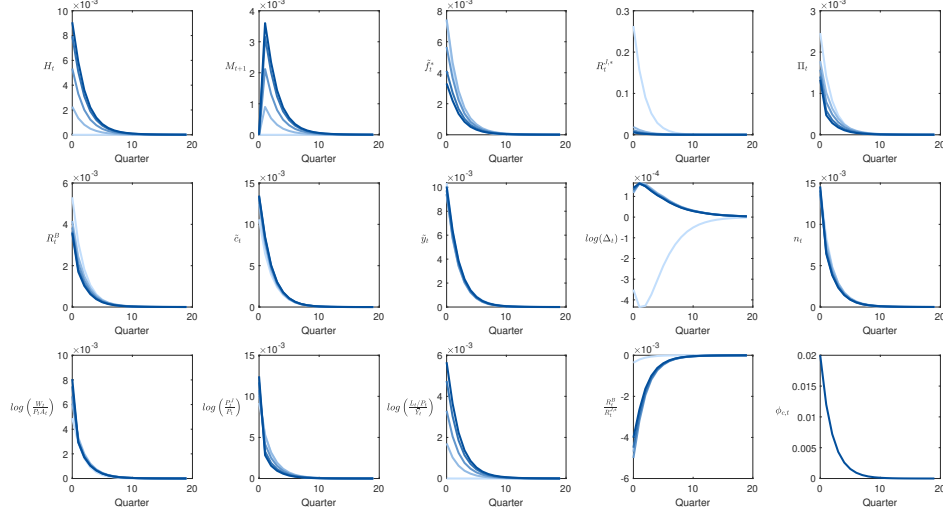 ×10⁻³ ×10⁻³ ×10⁻³
10 4 8 0.3 3 ×10⁻³
8 3 6 0.2 2
6 2 4 0.1 1
4 1 2 0 0
2 0 0
0
H_t M_{t+1} \tilde{f}_t^* R_t^{J,*} Π_t
0 10 20 0 10 20 0 10 20 0 10 20 0 10 20
Quarter Quarter Quarter Quarter Quarter
×10⁻³ ×10⁻³ ×10⁻³ ×10⁻⁴ ×10⁻³
6 15 12 1 15
4 10 10 0 10
2 5 8 -1 5
0 0 6 -2 0
4 -3
2 -4
0
R_t^B \tilde{c}_t \tilde{y}_t log(Δ_t) n_t
0 10 20 0 10 20 0 10 20 0 10 20 0 10 20
Quarter Quarter Quarter Quarter Quarter
×10⁻³ ×10⁻³ ×10⁻³ ×10⁻³
10 15 6 0 0.02
8 10 4 -2 0.015
6 5 2 -4 0.01
4 0 0 -6 0.005
2 0
0
log(W_t/P_tA_t) log(P_t^J/P_t) ϕ_{c,t}
0 10 20 0 10 20 0 10 20 0 10 20 0 10 20
Quarter Quarter Quarter Quarter Quarter